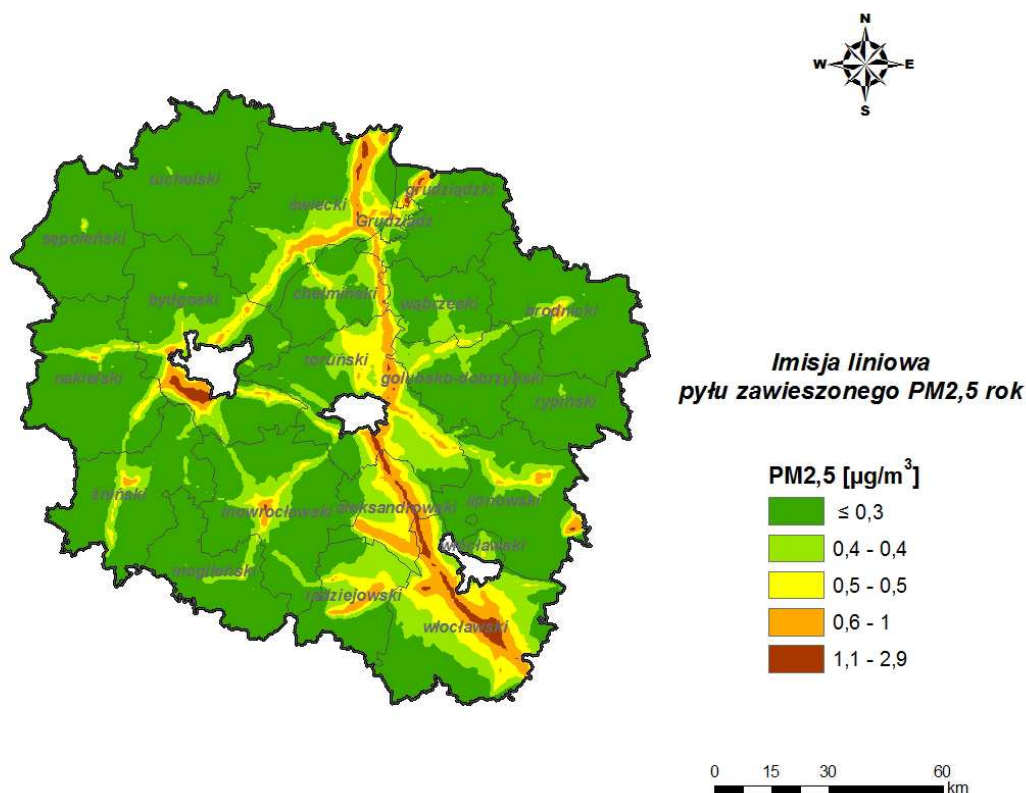 N
W E
S
tucholski
świecki
grudziądzki
Grudziądz
sępoleński
bydgoski
chełmiński
wąbrzeski
brodnicki
toruński
nakielski
golubsko-dobrzyński
rypiński
żniński
inowrocławski
aleksandrowski
lipnowski
włocławski
mogileński
radziejowski
włocławski
Imisja liniowa
pyłu zawieszonego PM2,5 rok
PM2,5 [µg/m³]
≤ 0,3
0,4 - 0,4
0,5 - 0,5
0,6 - 1
1,1 - 2,9
0 15 30 60
km